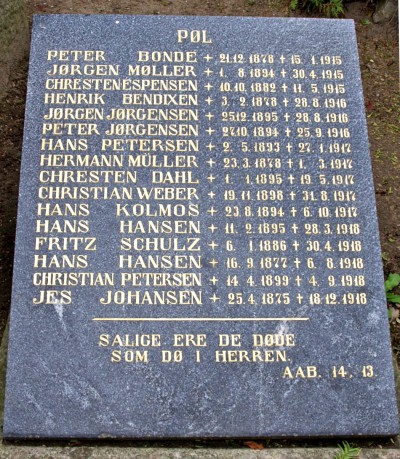 PØL
PETER BONDE + 21.12.1878 ✝ 15. 1.1915
JØRGEN MØLLER + 1. 8.1894 ✝ 30.4.1915
CHRESTEN ESPENSEN + 10.10.1882 ✝ 11. 5.1915
HENRIK BENDIXEN + 3. 2.1878 ✝ 28.8.1916
JØRGEN JØRGENSEN + 25.12.1895 ✝ 28.8.1916
PETER JØRGENSEN + 27.10.1894 ✝ 25.9.1916
HANS PETERSEN + 2. 5.1893 ✝ 27.1.1917
HERMANN MÜLLER + 23.3.1878 ✝ 1. 3.1917
CHRESTEN DAHL + 1. 1.1895 ✝ 19.5.1917
CHRISTIAN WEBER + 19.11.1898 ✝ 31.8.1917
HANS KOLMOS + 23.8.1894 ✝ 6.10.1917
HANS HANSEN + 11. 2.1895 ✝ 28.3.1918
FRITZ SCHULZ + 6. 1.1886 ✝ 30.4.1918
HANS HANSEN + 16. 9.1877 ✝ 6. 8.1918
CHRISTIAN PETERSEN + 14. 4.1899 ✝ 4. 9.1918
JES JOHANSEN + 25. 4.1875 ✝ 18.12.1918
SALIGE ERE DE DØDE
SOM DØ I HERREN.
AAB. 14. 13.